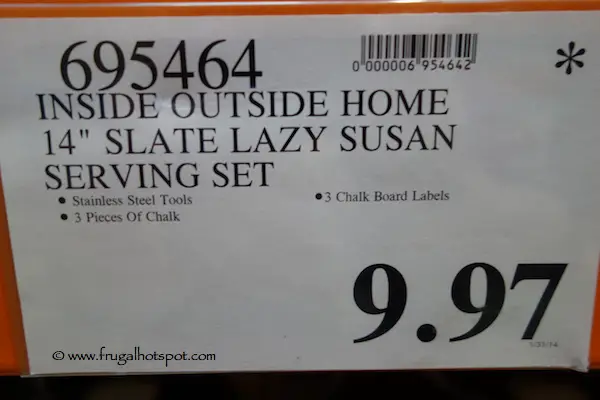 695464
0 000006 954642
*
INSIDE OUTSIDE HOME
14" SLATE LAZY SUSAN
SERVING SET
• Stainless Steel Tools
• 3 Chalk Board Labels
• 3 Pieces Of Chalk
9.97
© www.frugalhotspot.com